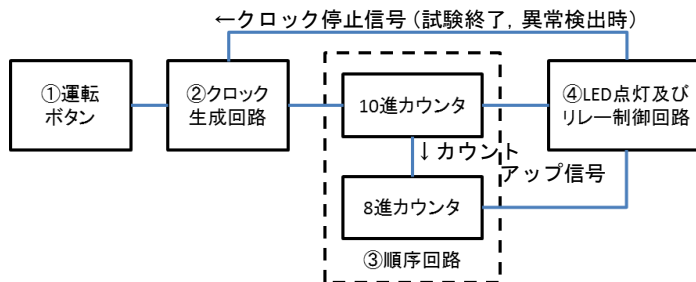 ←クロック停止信号（試験終了，異常検出時）
①運転
ボタン
②クロック
生成回路
10進カウンタ
④LED点灯及び
リレー制御回路
↓カウント
アップ信号
8進カウンタ
③順序回路